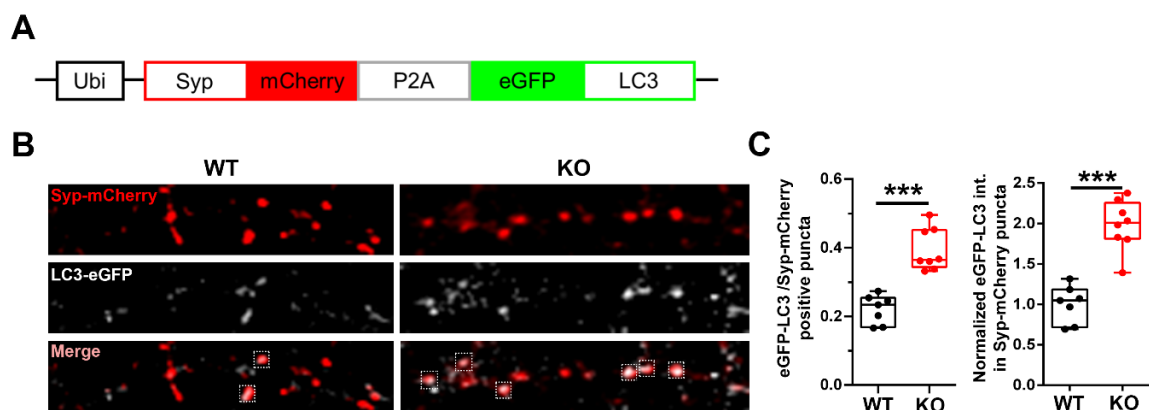 A
Ubi Syp mCherry P2A eGFP LC3
B
WT KO
Syp-mCherry
LC3-eGFP
Merge
C
eGFP-LC3 /Syp-mCherry
positive puncta
0.6
0.4
0.2
0.0
***
WT KO
Normalized eGFP-LC3 int.
in Syp-mCherry puncta
2.5
2.0
1.5
1.0
0.5
0.0
***
WT KO